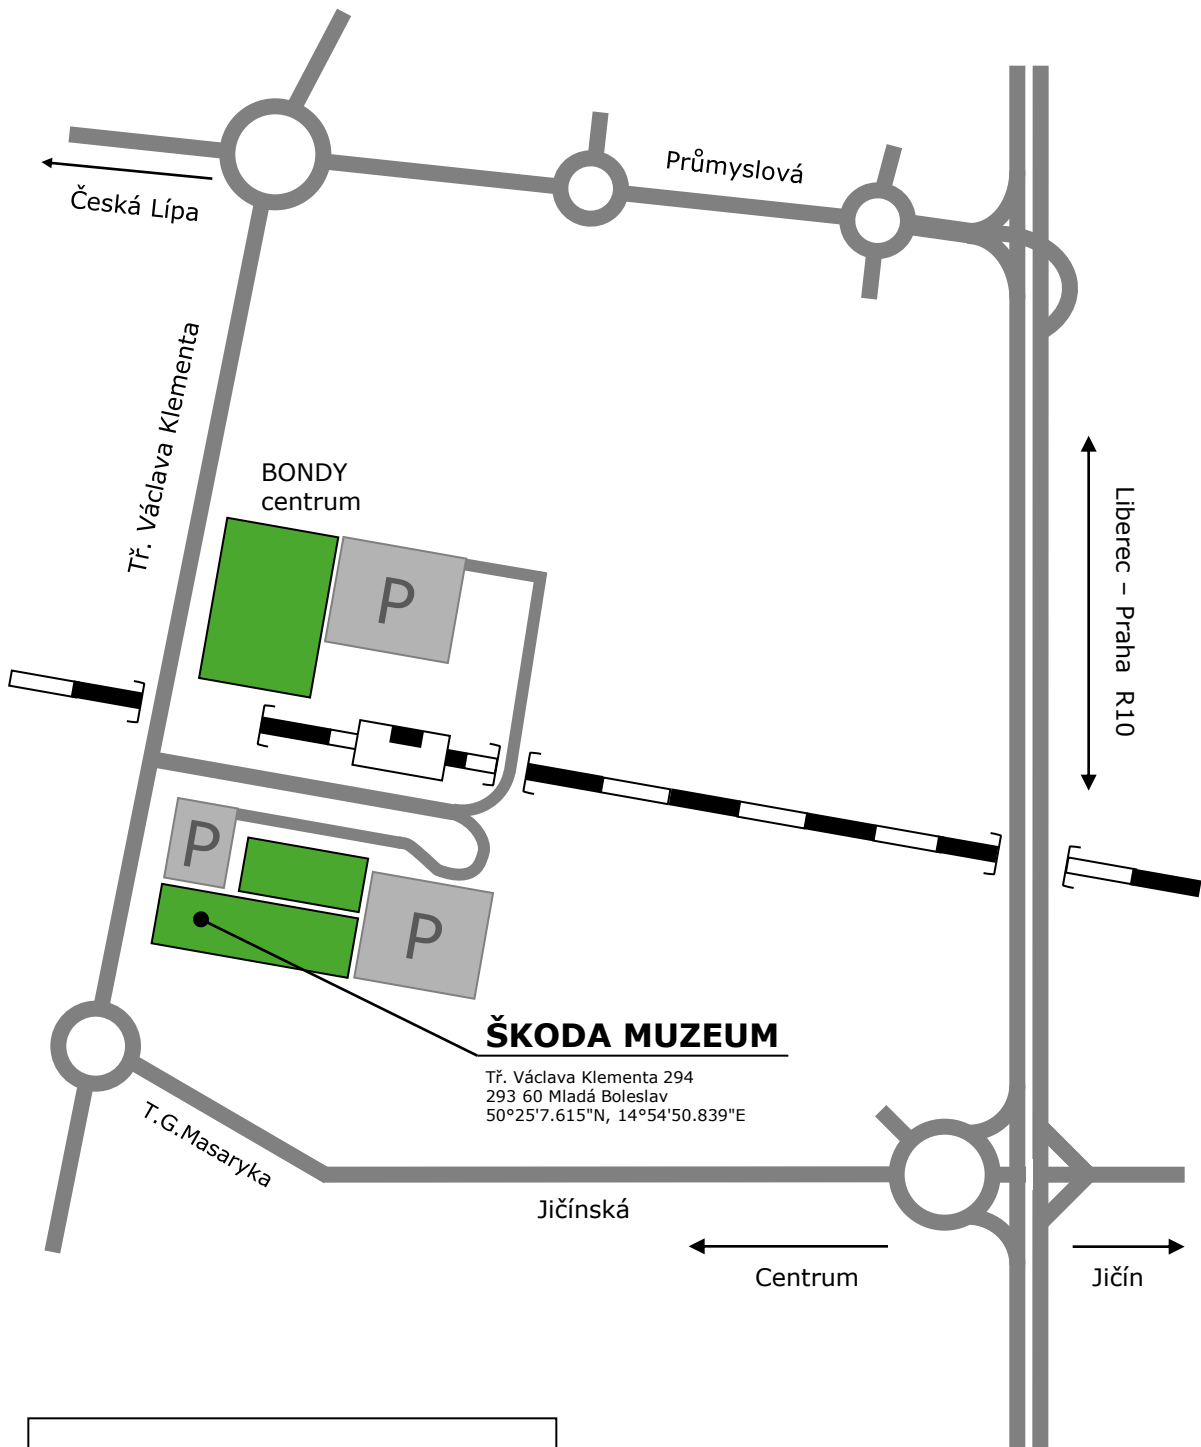 Průmyslová
Česká Lípa
Tř. Václava Klementa
BONDY
centrum
P
Liberec – Praha R10
P
P
ŠKODA MUZEUM
Tř. Václava Klementa 294
293 60 Mladá Boleslav
50°25'7.615"N, 14°54'50.839"E
T.G.Masaryka
Jičínská
Centrum
Jičín